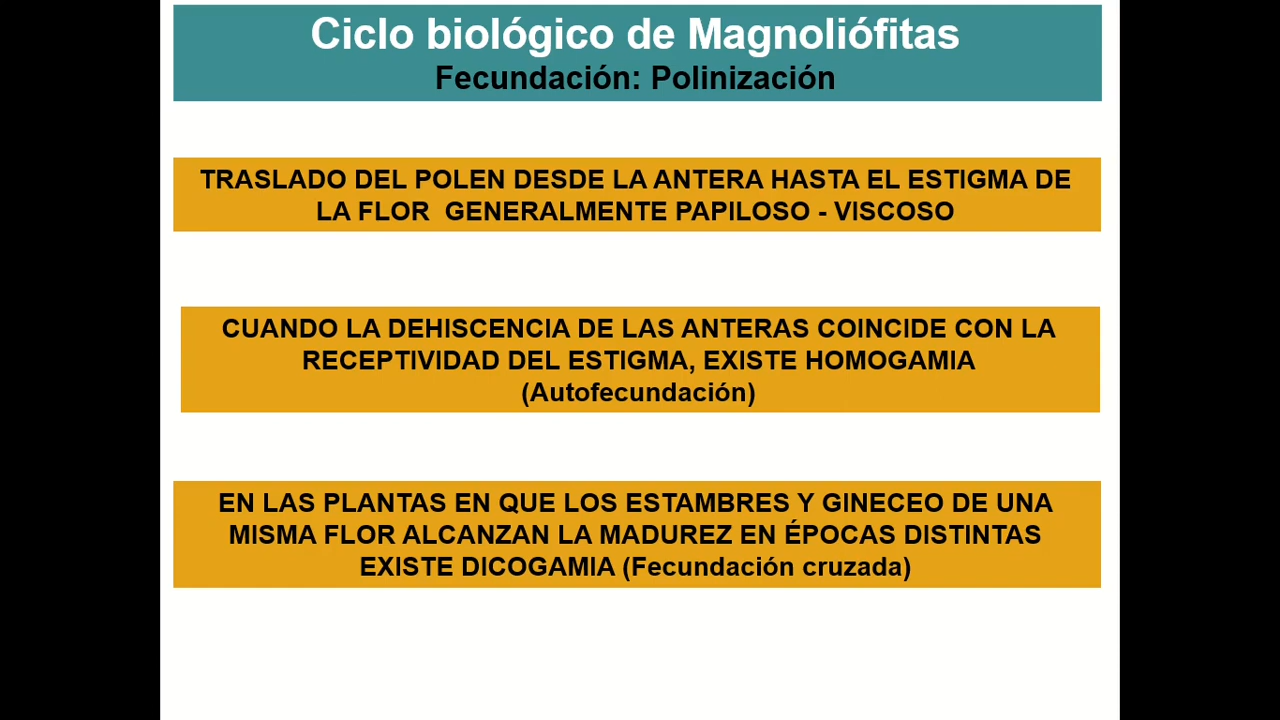 Ciclo biológico de Magnoliófitas
Fecundación: Polinización
TRASLADO DEL POLEN DESDE LA ANTERA HASTA EL ESTIGMA DE
LA FLOR GENERALMENTE PAPILOSO - VISCOSO
CUANDO LA DEHISCENCIA DE LAS ANTERAS COINCIDE CON LA
RECEPTIVIDAD DEL ESTIGMA, EXISTE HOMOGAMIA
(Autofecundación)
EN LAS PLANTAS EN QUE LOS ESTAMBRES Y GINECEO DE UNA
MISMA FLOR ALCANZAN LA MADUREZ EN ÉPOCAS DISTINTAS
EXISTE DICOGAMIA (Fecundación cruzada)